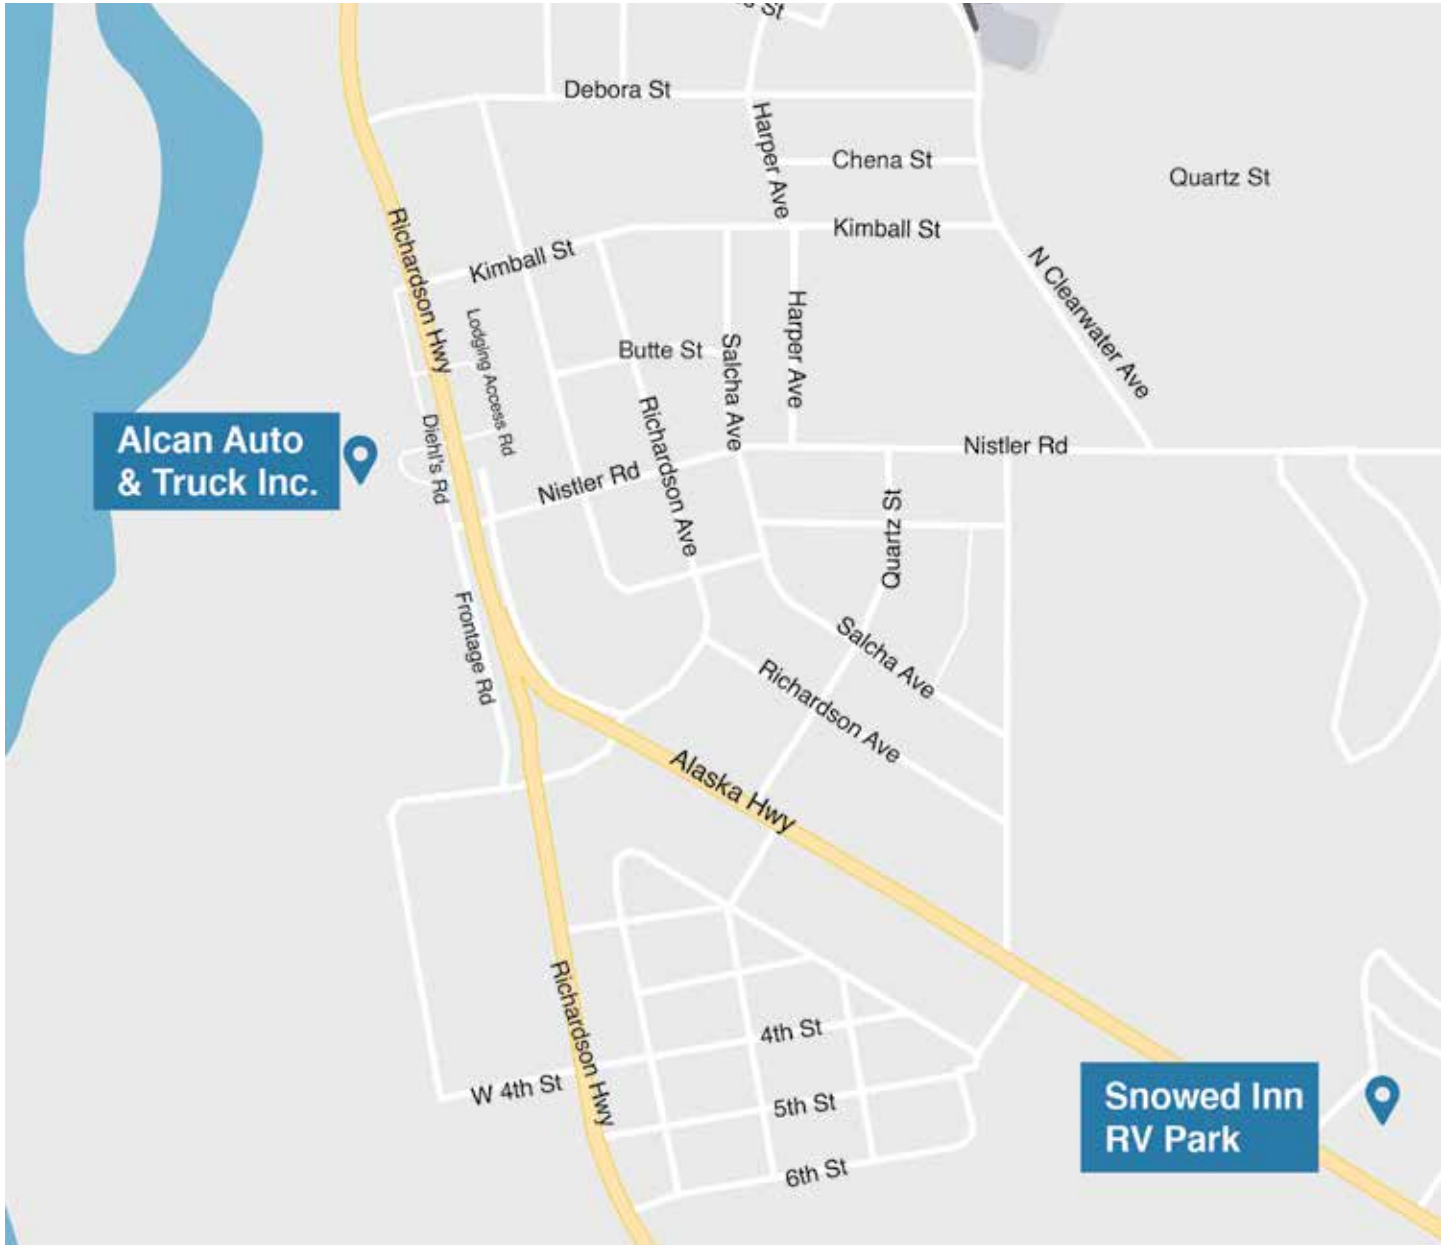 St
Debora St
Harper Ave
Chena St
Quartz St
Richardson Hwy
Kimball St
Kimball St
N Clearwater Ave
Lodging Access Rd
Harper Ave
Butte St
Salcha Ave
Alcan Auto
& Truck Inc.
Diehl's Rd
Richardson Ave
Nistler Rd
Nistler Rd
Quartz St
Frontage Rd
Salcha Ave
Richardson Ave
Alaska Hwy
Richardson Hwy
4th St
W 4th St
5th St
6th St
Snowed Inn
RV Park